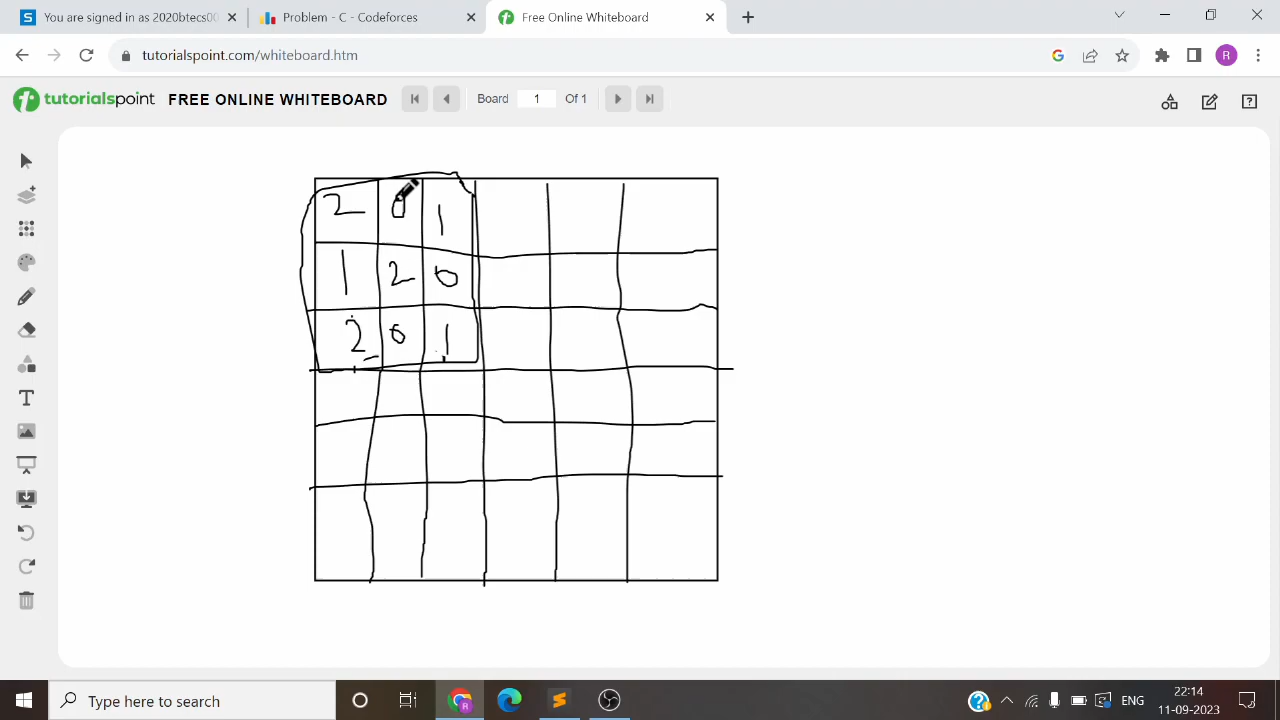 You are signed in as 2020btecs00
Problem - C - Codeforces
Free Online Whiteboard
tutorialspoint.com/whiteboard.htm
R
tutorialspoint FREE ONLINE WHITEBOARD Board 1 Of 1
2 0 1
1 2 0
2 0 1
T
Type here to search
R
ENG
22:14
11-09-2023